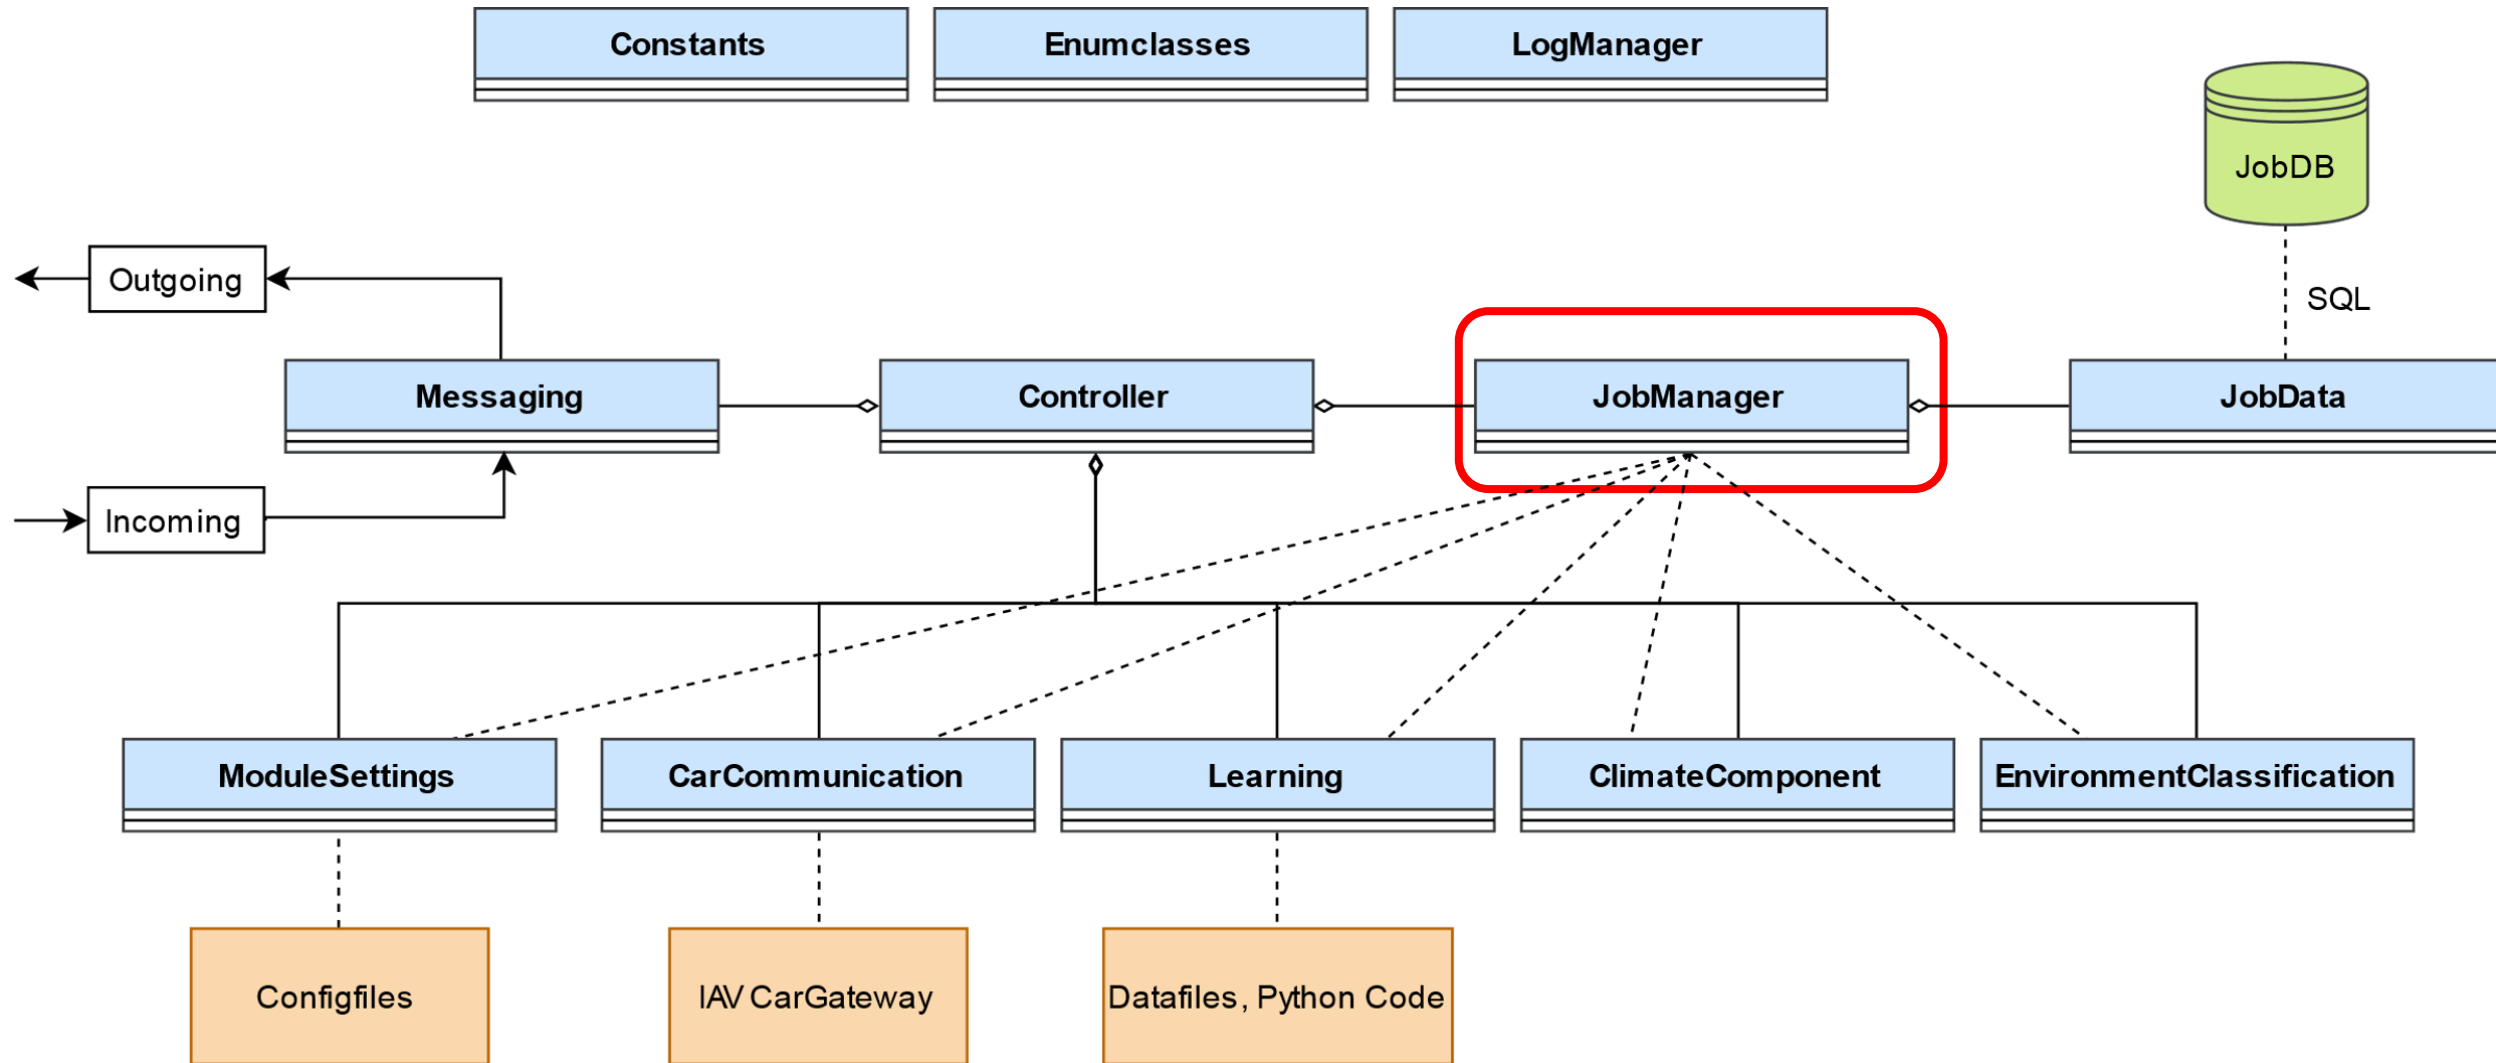 Constants
Enumclasses
LogManager
JobDB
Outgoing
SQL
Messaging
Controller
JobManager
JobData
Incoming
ModuleSettings
CarCommunication
Learning
ClimateComponent
EnvironmentClassification
Configfiles
IAV CarGateway
Datafiles, Python Code